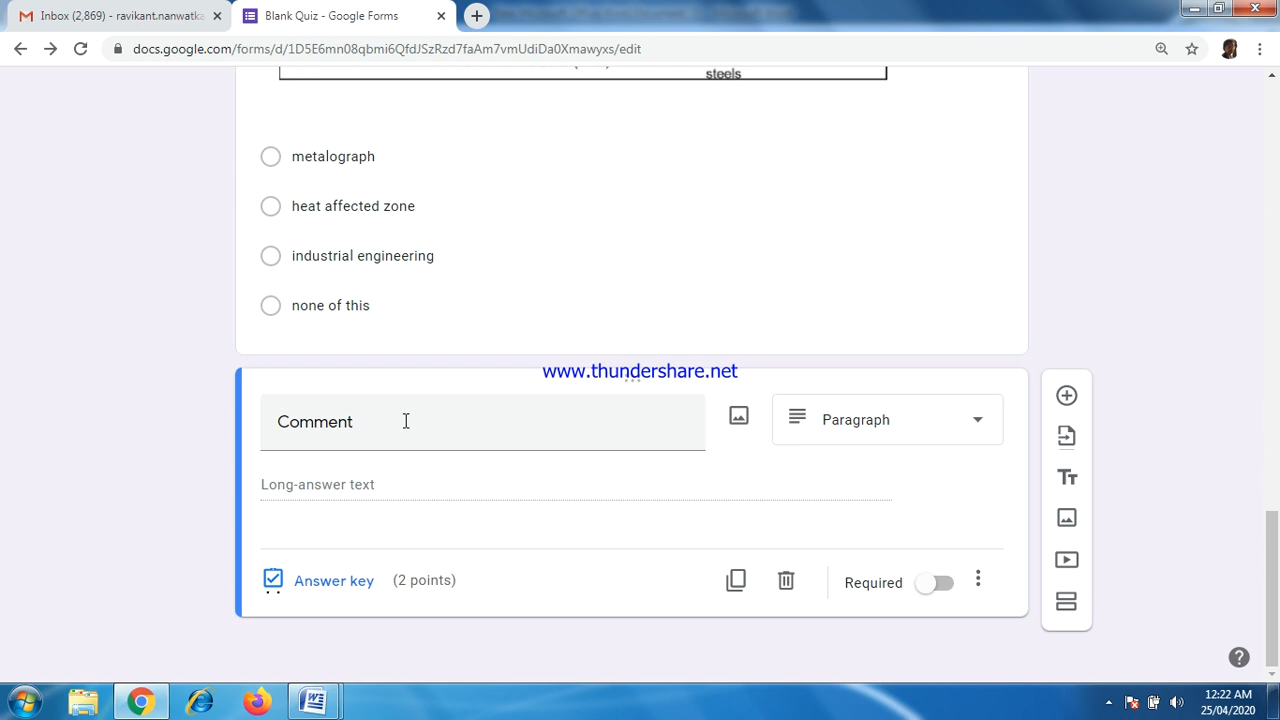 Inbox (2,869) - ravikant.nanwatka
Blank Quiz - Google Forms
docs.google.com/forms/d/1D5E6mn08qbmi6QfdJSzRzd7faAm7vmUdiDa0Xmawyxs/edit
steels
metalograph
heat affected zone
industrial engineering
none of this
www.thundershare.net
Comment
Paragraph
Long-answer text
Answer key (2 points)
Required
12:22 AM
25/04/2020